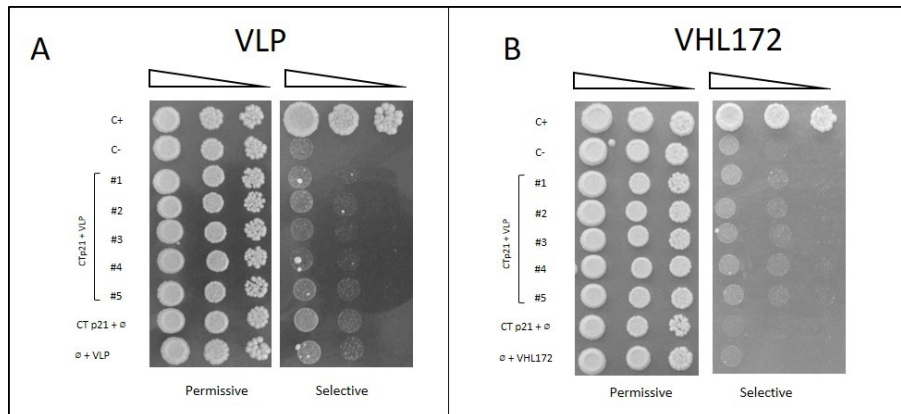 A
VLP
C+
C-
#1
#2
#3
#4
#5
CTp21 + VLP
CT p21 + ∅
∅ + VLP
Permissive
Selective
B
VHL172
C+
C-
#1
#2
#3
#4
#5
CTp21 + VLP
CT p21 + ∅
∅ + VHL172
Permissive
Selective